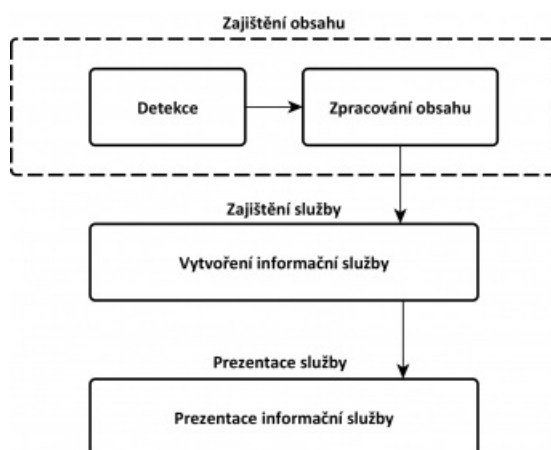 Zajištění obsahu
Detekce
Zpracování obsahu
Zajištění služby
Vytvoření informační služby
Prezentace služby
Prezentace informační služby